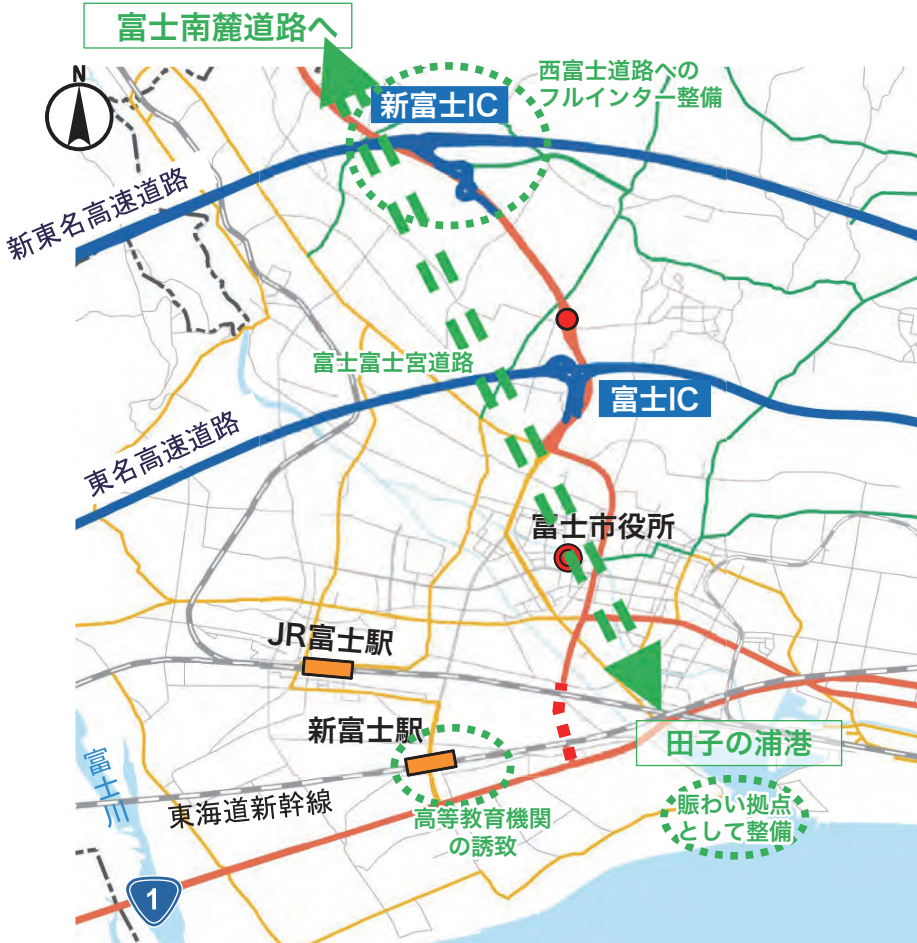 富士南麓道路へ
N
西富士道路への
フルインター整備
新富士IC
新東名高速道路
富士富士宮道路
富士IC
東名高速道路
富士市役所
JR富士駅
新富士駅
田子の浦港
富士川
東海道新幹線
高等教育機関
の誘致
賑わい拠点
として整備
1